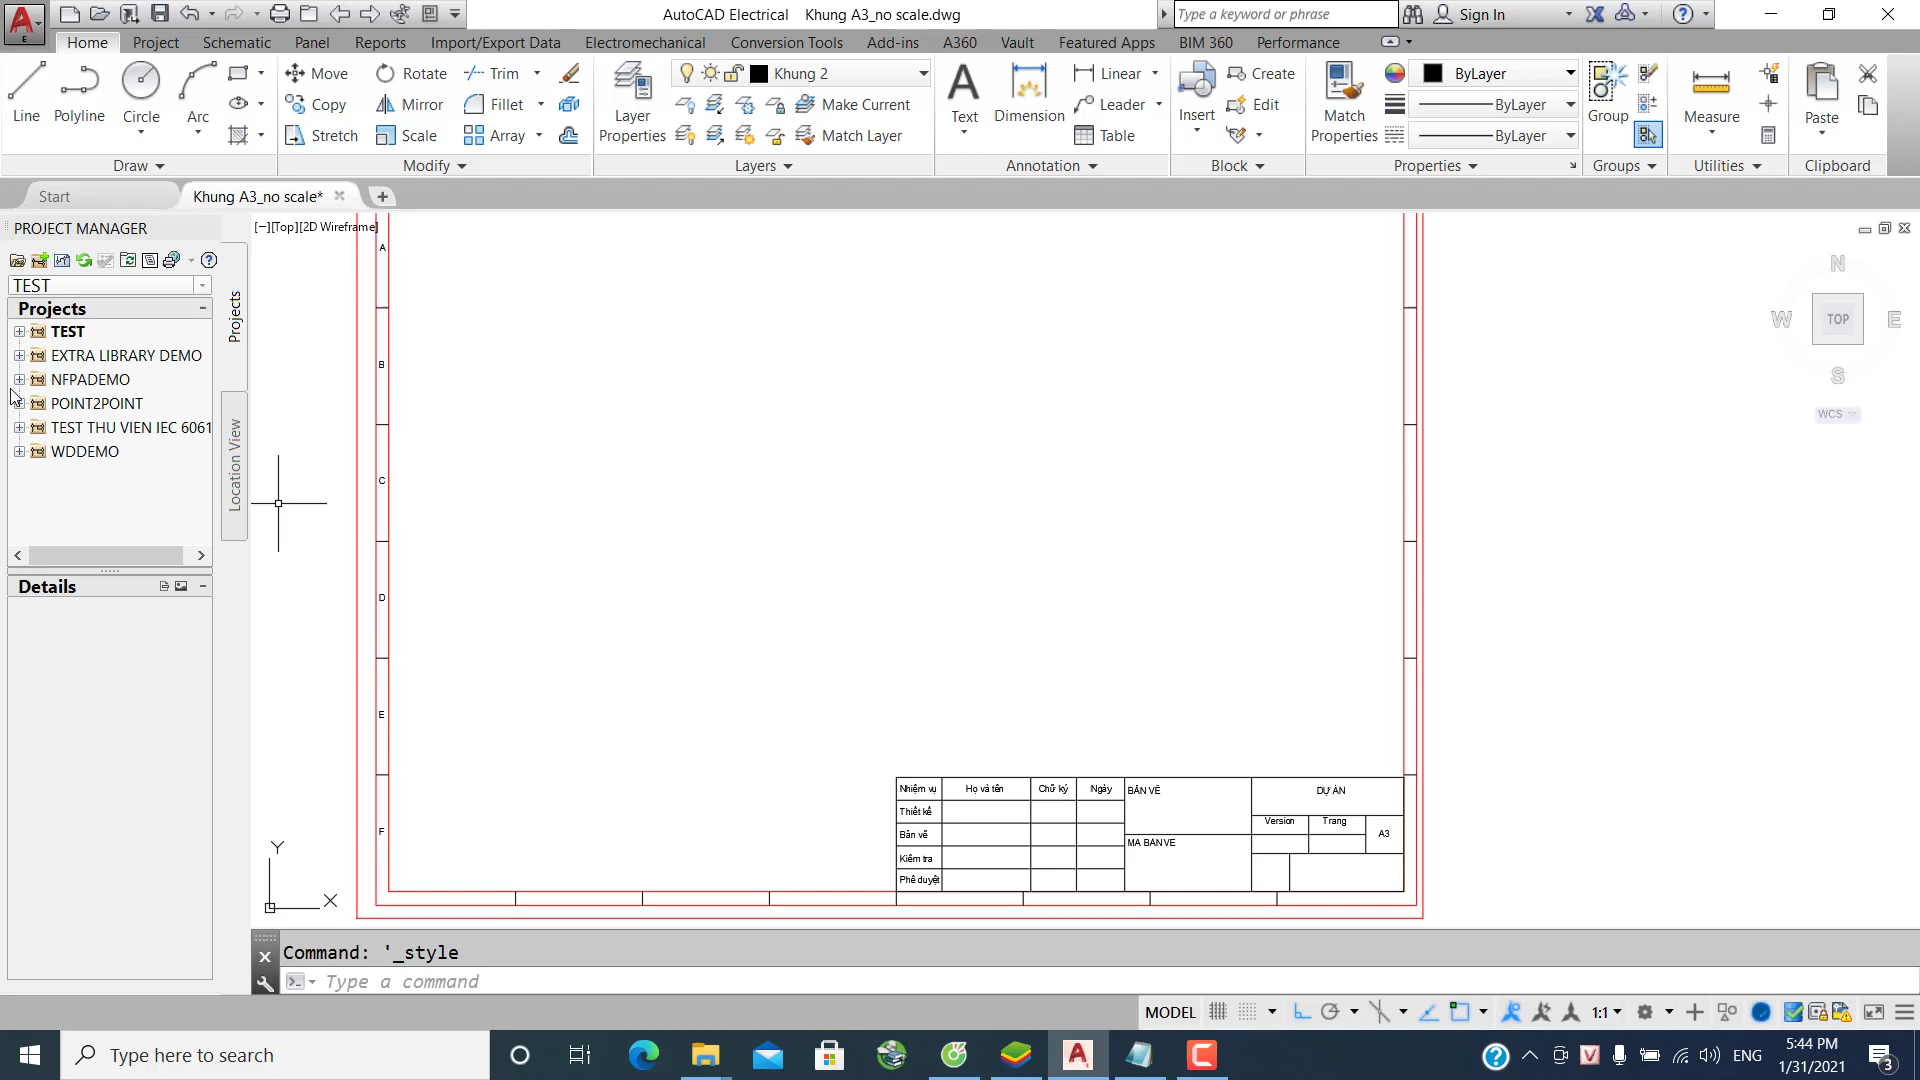 AutoCAD Electrical Khung A3_no scale.dwg
Type a keyword or phrase
Sign In
Home Project Schematic Panel Reports Import/Export Data Electromechanical Conversion Tools Add-ins A360 Vault Featured Apps BIM 360 Performance
Line Polyline Circle Arc
Draw
Move Rotate Trim
Copy Mirror Fillet
Stretch Scale Array
Modify
Layer Properties
Khung 2
Make Current
Match Layer
Layers
Text Dimension
Linear
Leader
Table
Annotation
Insert
Create
Edit
Block
Match Properties
ByLayer
ByLayer
ByLayer
Properties
Group
Groups
Measure
Utilities
Paste
Clipboard
Start Khung A3_no scale*
PROJECT MANAGER
TEST
Projects
TEST
EXTRA LIBRARY DEMO
NFPADEMO
POINT2POINT
TEST THU VIEN IEC 6061
WDDEMO
Details
Projects
Location View
[−][Top][2D Wireframe]
A
B
C
D
E
F
N
W TOP E
S
WCS
Nhiệm vụ Họ và tên Chữ ký Ngày BẢN VẼ DỰ ÁN
Thiết kế Version Trang
Bản vẽ MA BAN VE A3
Kiểm tra
Phê duyệt
Y
X
Command: '_style
Type a command
MODEL 1:1
Type here to search
ENG
5:44 PM
1/31/2021
3